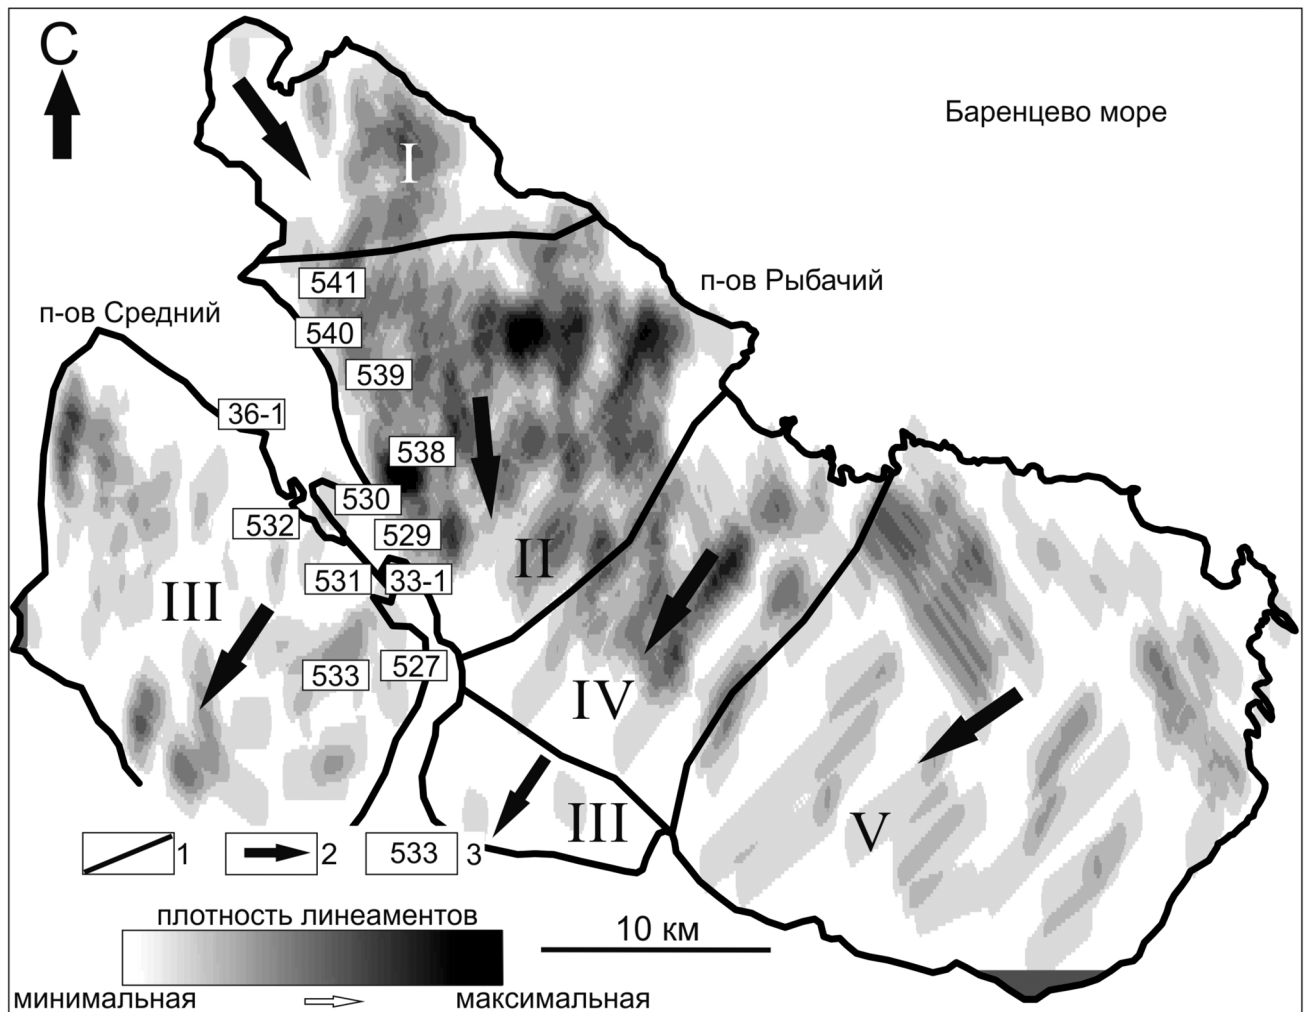 С
Баренцево море
I
541
п-ов Рыбачий
п-ов Средний
540
539
36-1
538
530
532
529
II
531
33-1
III
527
533
IV
III
V
1
2
533
3
плотность линеаментов
10 км
минимальная
максимальная